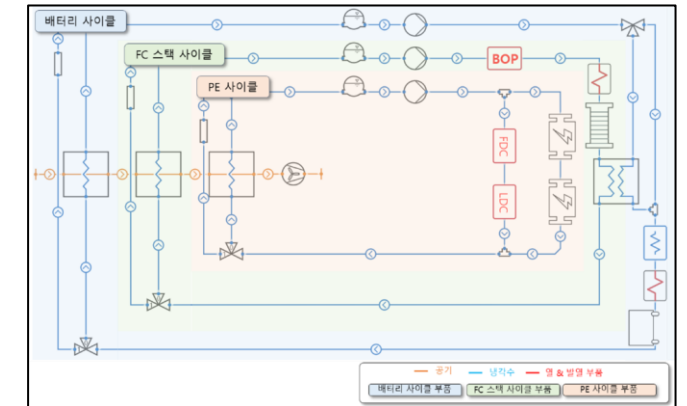 배터리 사이클
FC 스택 사이클
BOP
PE 사이클
FDC
LDC
공기
냉각수
열 & 발열 부품
배터리 사이클 부품
FC 스택 사이클 부품
PE 사이클 부품